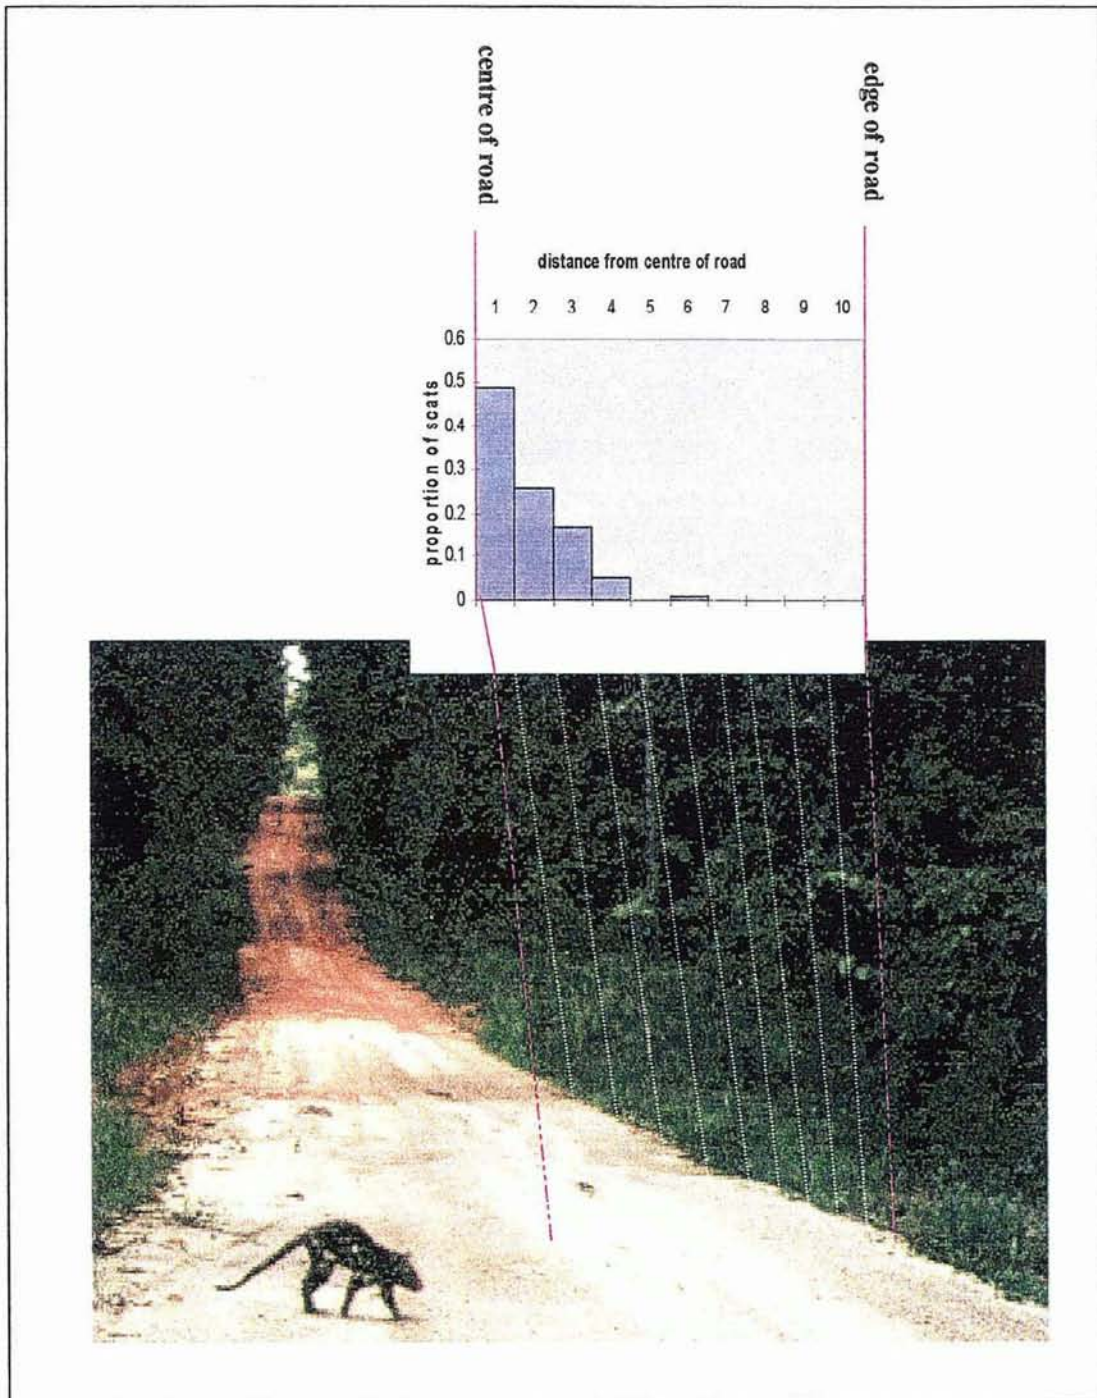 centre of road
edge of road
distance from centre of road
1 2 3 4 5 6 7 8 9 10
proportion of scats
0.6
0.5
0.4
0.3
0.2
0.1
0